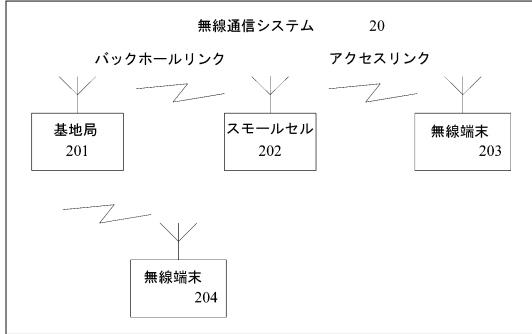 無線通信システム 20
バックホールリンク アクセスリンク
基地局 スモールセル 無線端末
201 202 203
無線端末
204